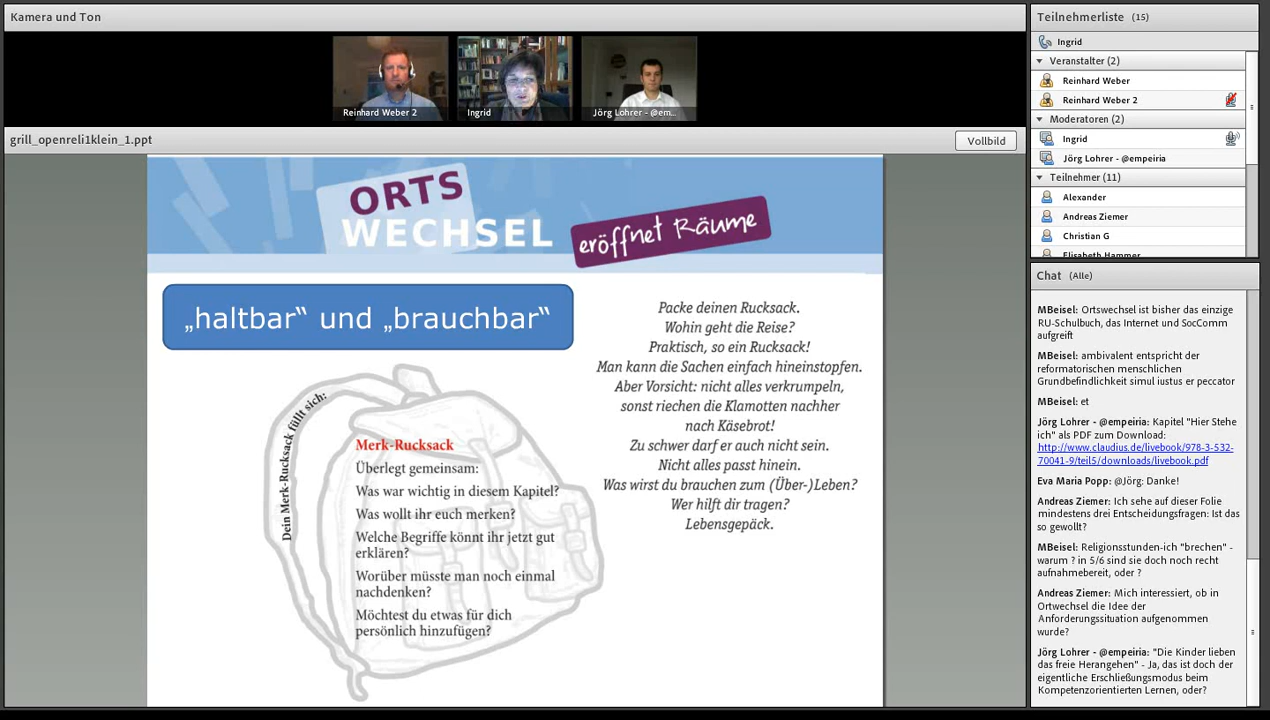 Kamera und Ton
Reinhard Weber 2
Ingrid
Jörg Lohrer - @em...
grill_openreli1klein_1.ppt
Vollbild
ORTS
WECHSEL
eröffnet Räume
„haltbar“ und „brauchbar“
Dein Merk-Rucksack füllt sich:
Merk-Rucksack
Überlegt gemeinsam:
Was war wichtig in diesem Kapitel?
Was wollt ihr euch merken?
Welche Begriffe könnt ihr jetzt gut
erklären?
Worüber müsste man noch einmal
nachdenken?
Möchtest du etwas für dich
persönlich hinzufügen?
Packe deinen Rucksack.
Wohin geht die Reise?
Praktisch, so ein Rucksack!
Man kann die Sachen einfach hineinstopfen.
Aber Vorsicht: nicht alles verkrumpeln,
sonst riechen die Klamotten nachher
nach Käsebrot!
Zu schwer darf er auch nicht sein.
Nicht alles passt hinein.
Was wirst du brauchen zum (Über-)Leben?
Wer hilft dir tragen?
Lebensgepäck.
Teilnehmerliste (15)
Ingrid
Veranstalter (2)
Reinhard Weber
Reinhard Weber 2
Moderatoren (2)
Ingrid
Jörg Lohrer - @empeiria
Teilnehmer (11)
Alexander
Andreas Ziemer
Christian G
Elisabeth Hammer
Chat (Alle)
MBeisel: Ortswechsel ist bisher das einzige
RU-Schulbuch, das Internet und SocComm
aufgreift
MBeisel: ambivalent entspricht der
reformatorischen menschlichen
Grundbefindlichkeit simul iustus er peccator
MBeisel: et
Jörg Lohrer - @empeiria: Kapitel "Hier Stehe
ich" als PDF zum Download:
http://www.claudius.de/livebook/978-3-532-
70041-9/teil5/downloads/livebook.pdf
Eva Maria Popp: @Jörg: Danke!
Andreas Ziemer: Ich sehe auf dieser Folie
mindestens drei Entscheidungsfragen: Ist das
so gewollt?
MBeisel: Religionsstunden-ich "brechen" -
warum ? in 5/6 sind sie doch noch recht
aufnahmebereit, oder ?
Andreas Ziemer: Mich interessiert, ob in
Ortwechsel die Idee der
Anforderungssituation aufgenommen
wurde?
Jörg Lohrer - @empeiria: "Die Kinder lieben
das freie Herangehen" - Ja, das ist doch der
eigentliche Erschließungsmodus beim
Kompetenzorientierten Lernen, oder?